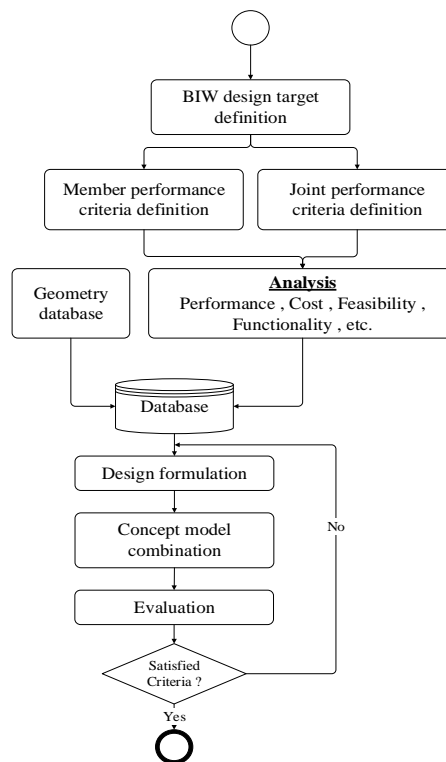 BIW design target
definition
Member performance
criteria definition
Joint performance
criteria definition
Geometry
database
Analysis
Performance , Cost , Feasibility ,
Functionality , etc.
Database
Design formulation
No
Concept model
combination
Evaluation
Satisfied
Criteria ?
Yes